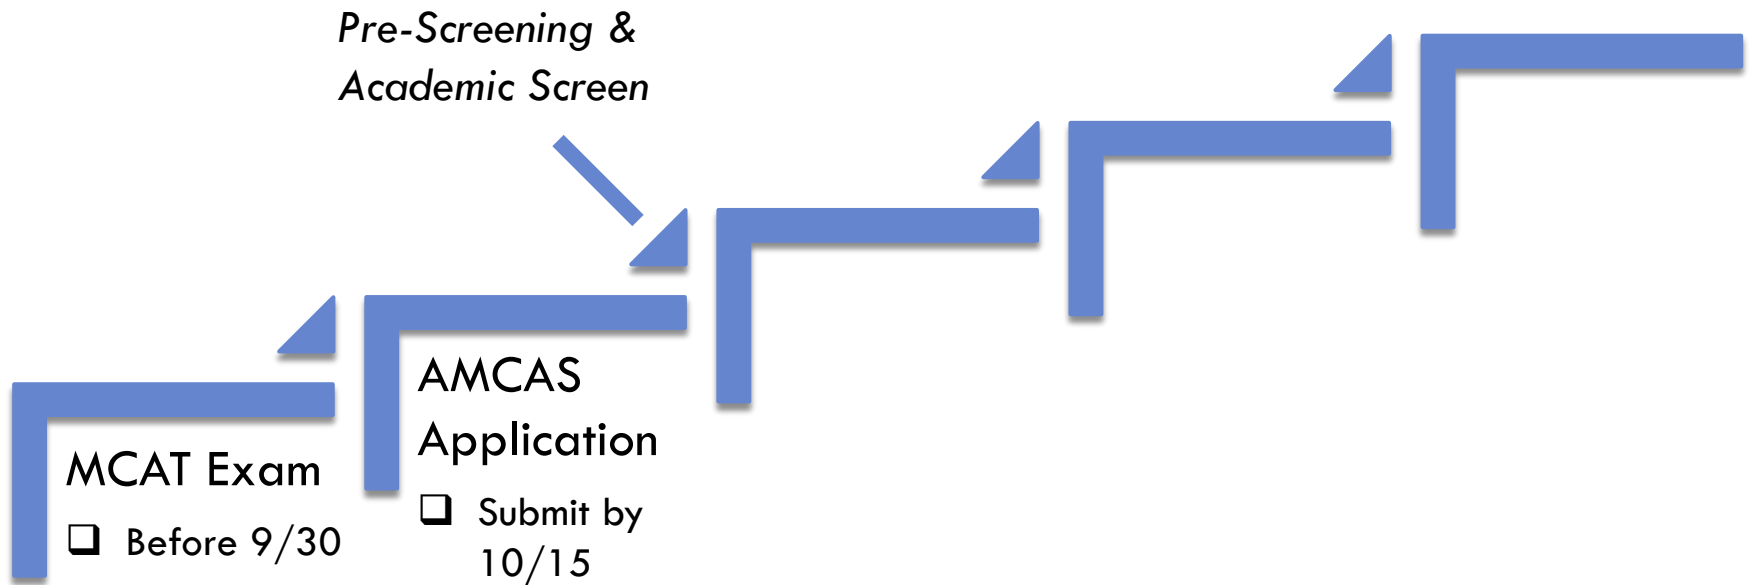 Pre-Screening &
Academic Screen
AMCAS
Application
❑ Submit by
10/15
MCAT Exam
❑ Before 9/30